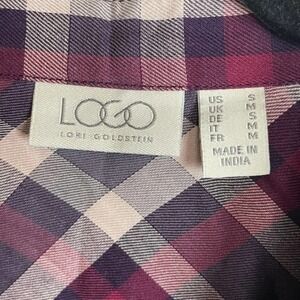 LOGO
LORI GOLDSTEIN
US S
UK M
DE M
IT M
FR M
MADE IN
INDIA